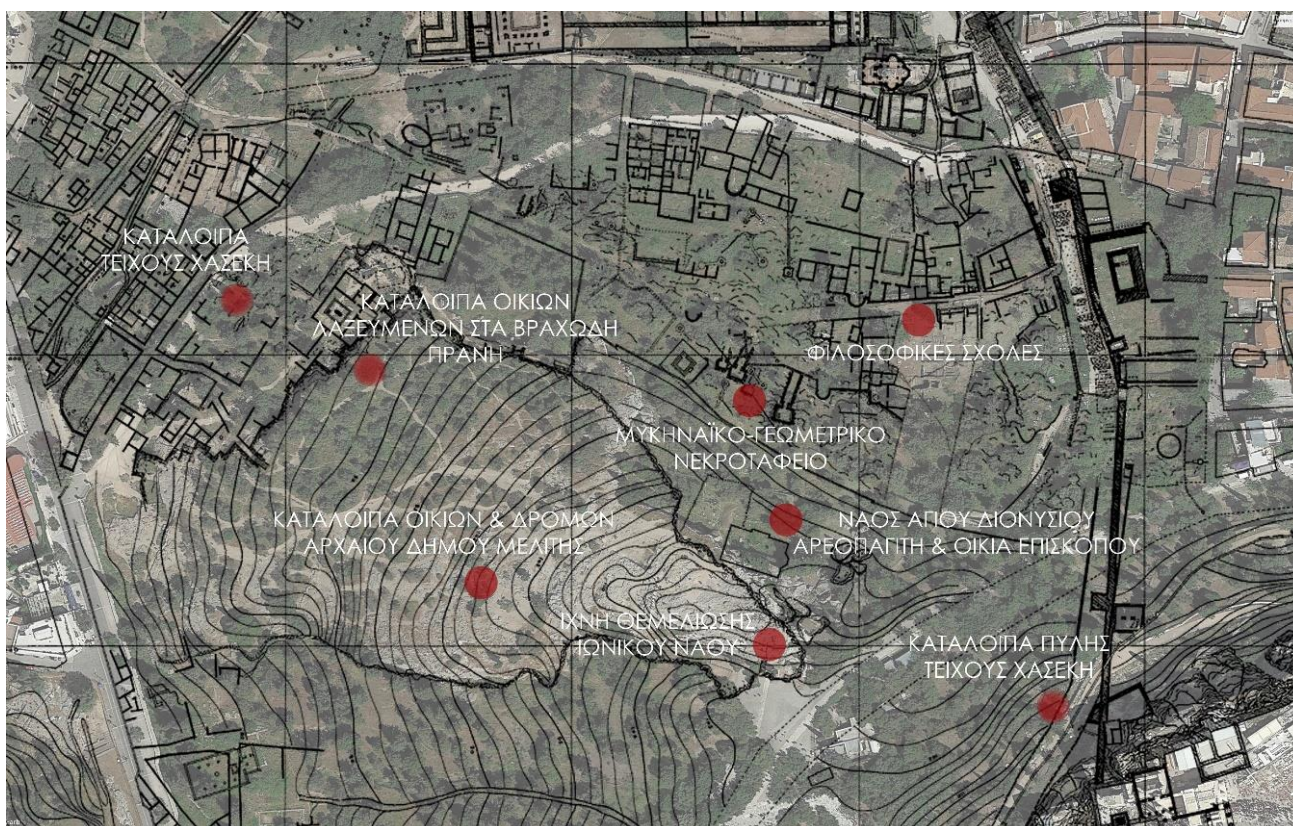 ΚΑΤΑΛΟΙΠΑ
ΤΕΙΧΟΥΣ ΧΑΣΕΚΗ
ΚΑΤΑΛΟΙΠΑ ΟΙΚΙΩΝ
ΛΑΞΕΥΜΕΝΩΝ ΣΤΑ ΒΡΑΧΩΔΗ
ΠΡΑΝΗ
ΦΙΛΟΣΟΦΙΚΕΣ ΣΧΟΛΕΣ
ΜΥΚΗΝΑΪΚΟ-ΓΕΩΜΕΤΡΙΚΟ
ΝΕΚΡΟΤΑΦΕΙΟ
ΚΑΤΑΛΟΙΠΑ ΟΙΚΙΩΝ & ΔΡΟΜΩΝ
ΑΡΧΑΙΟΥ ΔΗΜΟΥ ΜΕΛΙΤΗΣ
ΝΑΟΣ ΑΓΙΟΥ ΔΙΟΝΥΣΙΟΥ
ΑΡΕΟΠΑΓΙΤΗ & ΟΙΚΙΑ ΕΠΙΣΚΟΠΟΥ
ΙΧΝΗ ΘΕΜΕΛΙΩΣΗΣ
ΙΩΝΙΚΟΥ ΝΑΟΥ
ΚΑΤΑΛΟΙΠΑ ΠΥΛΗΣ
ΤΕΙΧΟΥΣ ΧΑΣΕΚΗ